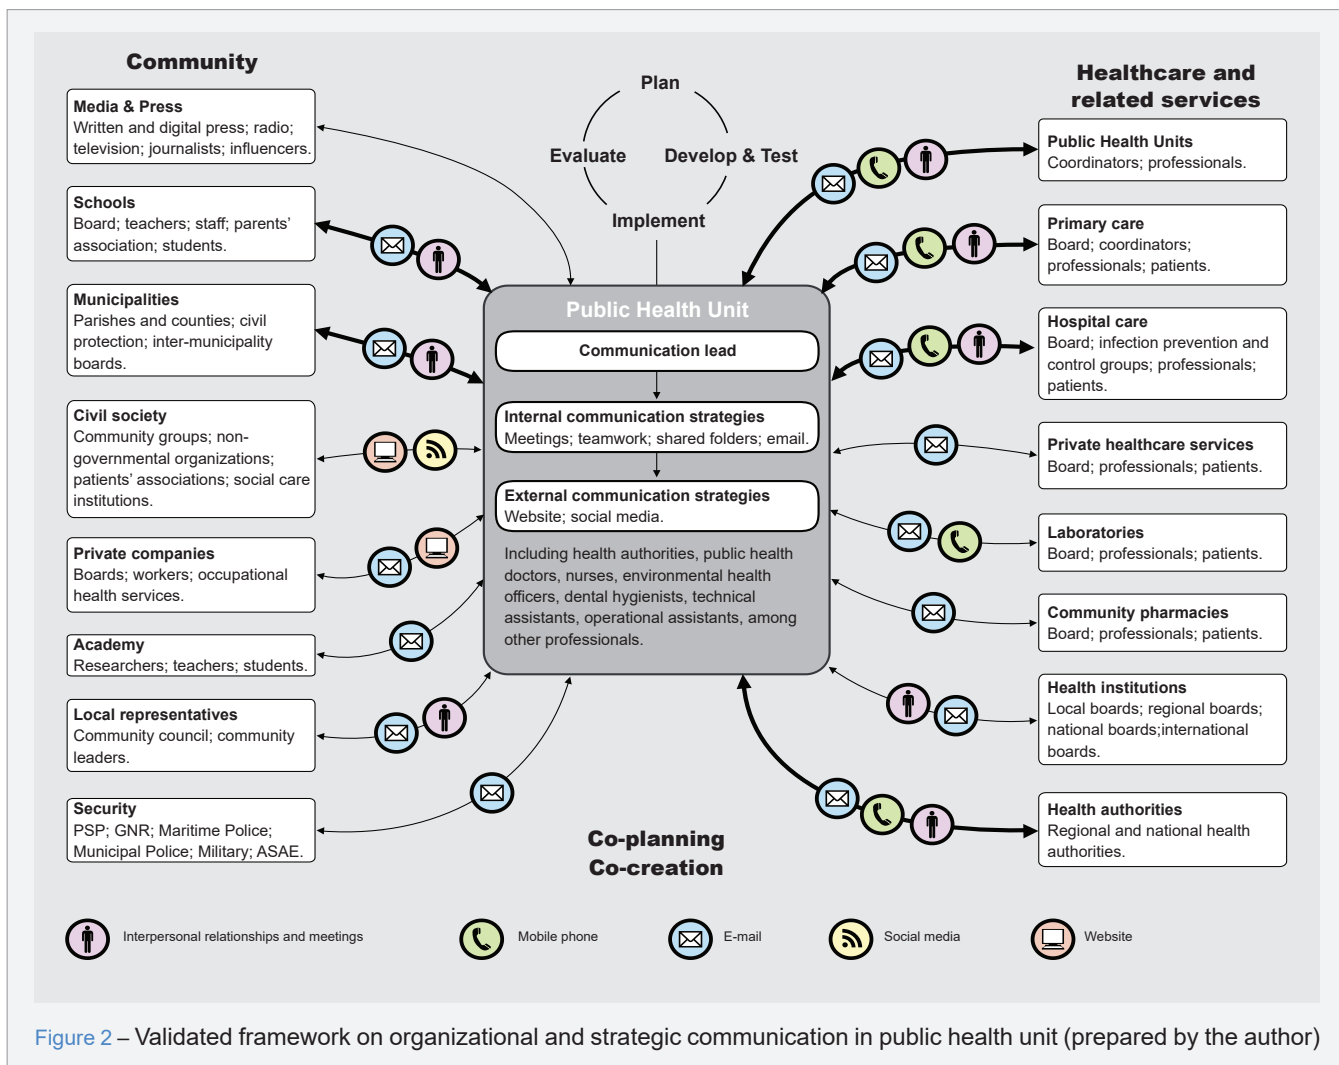 Community
Media & Press
Written and digital press; radio;
television; journalists; influencers.
Schools
Board; teachers; staff; parents'
association; students.
Municipalities
Parishes and counties; civil
protection; inter-municipality
boards.
Civil society
Community groups; non-
governmental organizations;
patients' associations; social care
institutions.
Private companies
Boards; workers; occupational
health services.
Academy
Researchers; teachers; students.
Local representatives
Community council; community
leaders.
Security
PSP; GNR; Maritime Police;
Municipal Police; Military; ASAE.
Plan
Evaluate
Develop & Test
Implement
Public Health Unit
Communication lead
Internal communication strategies
Meetings; teamwork; shared folders; email.
External communication strategies
Website; social media.
Including health authorities, public health
doctors, nurses, environmental health
officers, dental hygienists, technical
assistants, operational assistants, among
other professionals.
Co-planning
Co-creation
Healthcare and
related services
Public Health Units
Coordinators; professionals.
Primary care
Board; coordinators;
professionals; patients.
Hospital care
Board; infection prevention and
control groups; professionals;
patients.
Private healthcare services
Board; professionals; patients.
Laboratories
Board; professionals; patients.
Community pharmacies
Board; professionals; patients.
Health institutions
Local boards; regional boards;
national boards;international
boards.
Health authorities
Regional and national health
authorities.
Interpersonal relationships and meetings
Mobile phone
E-mail
Social media
Website
Figure 2 – Validated framework on organizational and strategic communication in public health unit (prepared by the author)